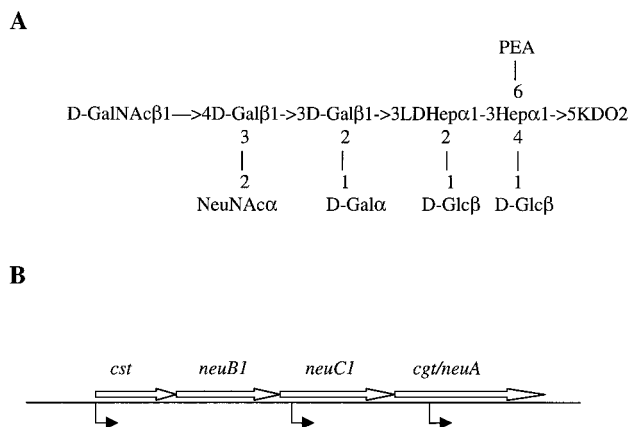 A
PEA
6
D-GalNAcβ1—>4D-Galβ1->3D-Galβ1->3LDHepα1-3Hepα1->5KDO2
3 2 2 4
2 1 1 1
NeuNAcα D-Galα D-Glcβ D-Glcβ
B
cst neuB1 neuC1 cgt/neuA